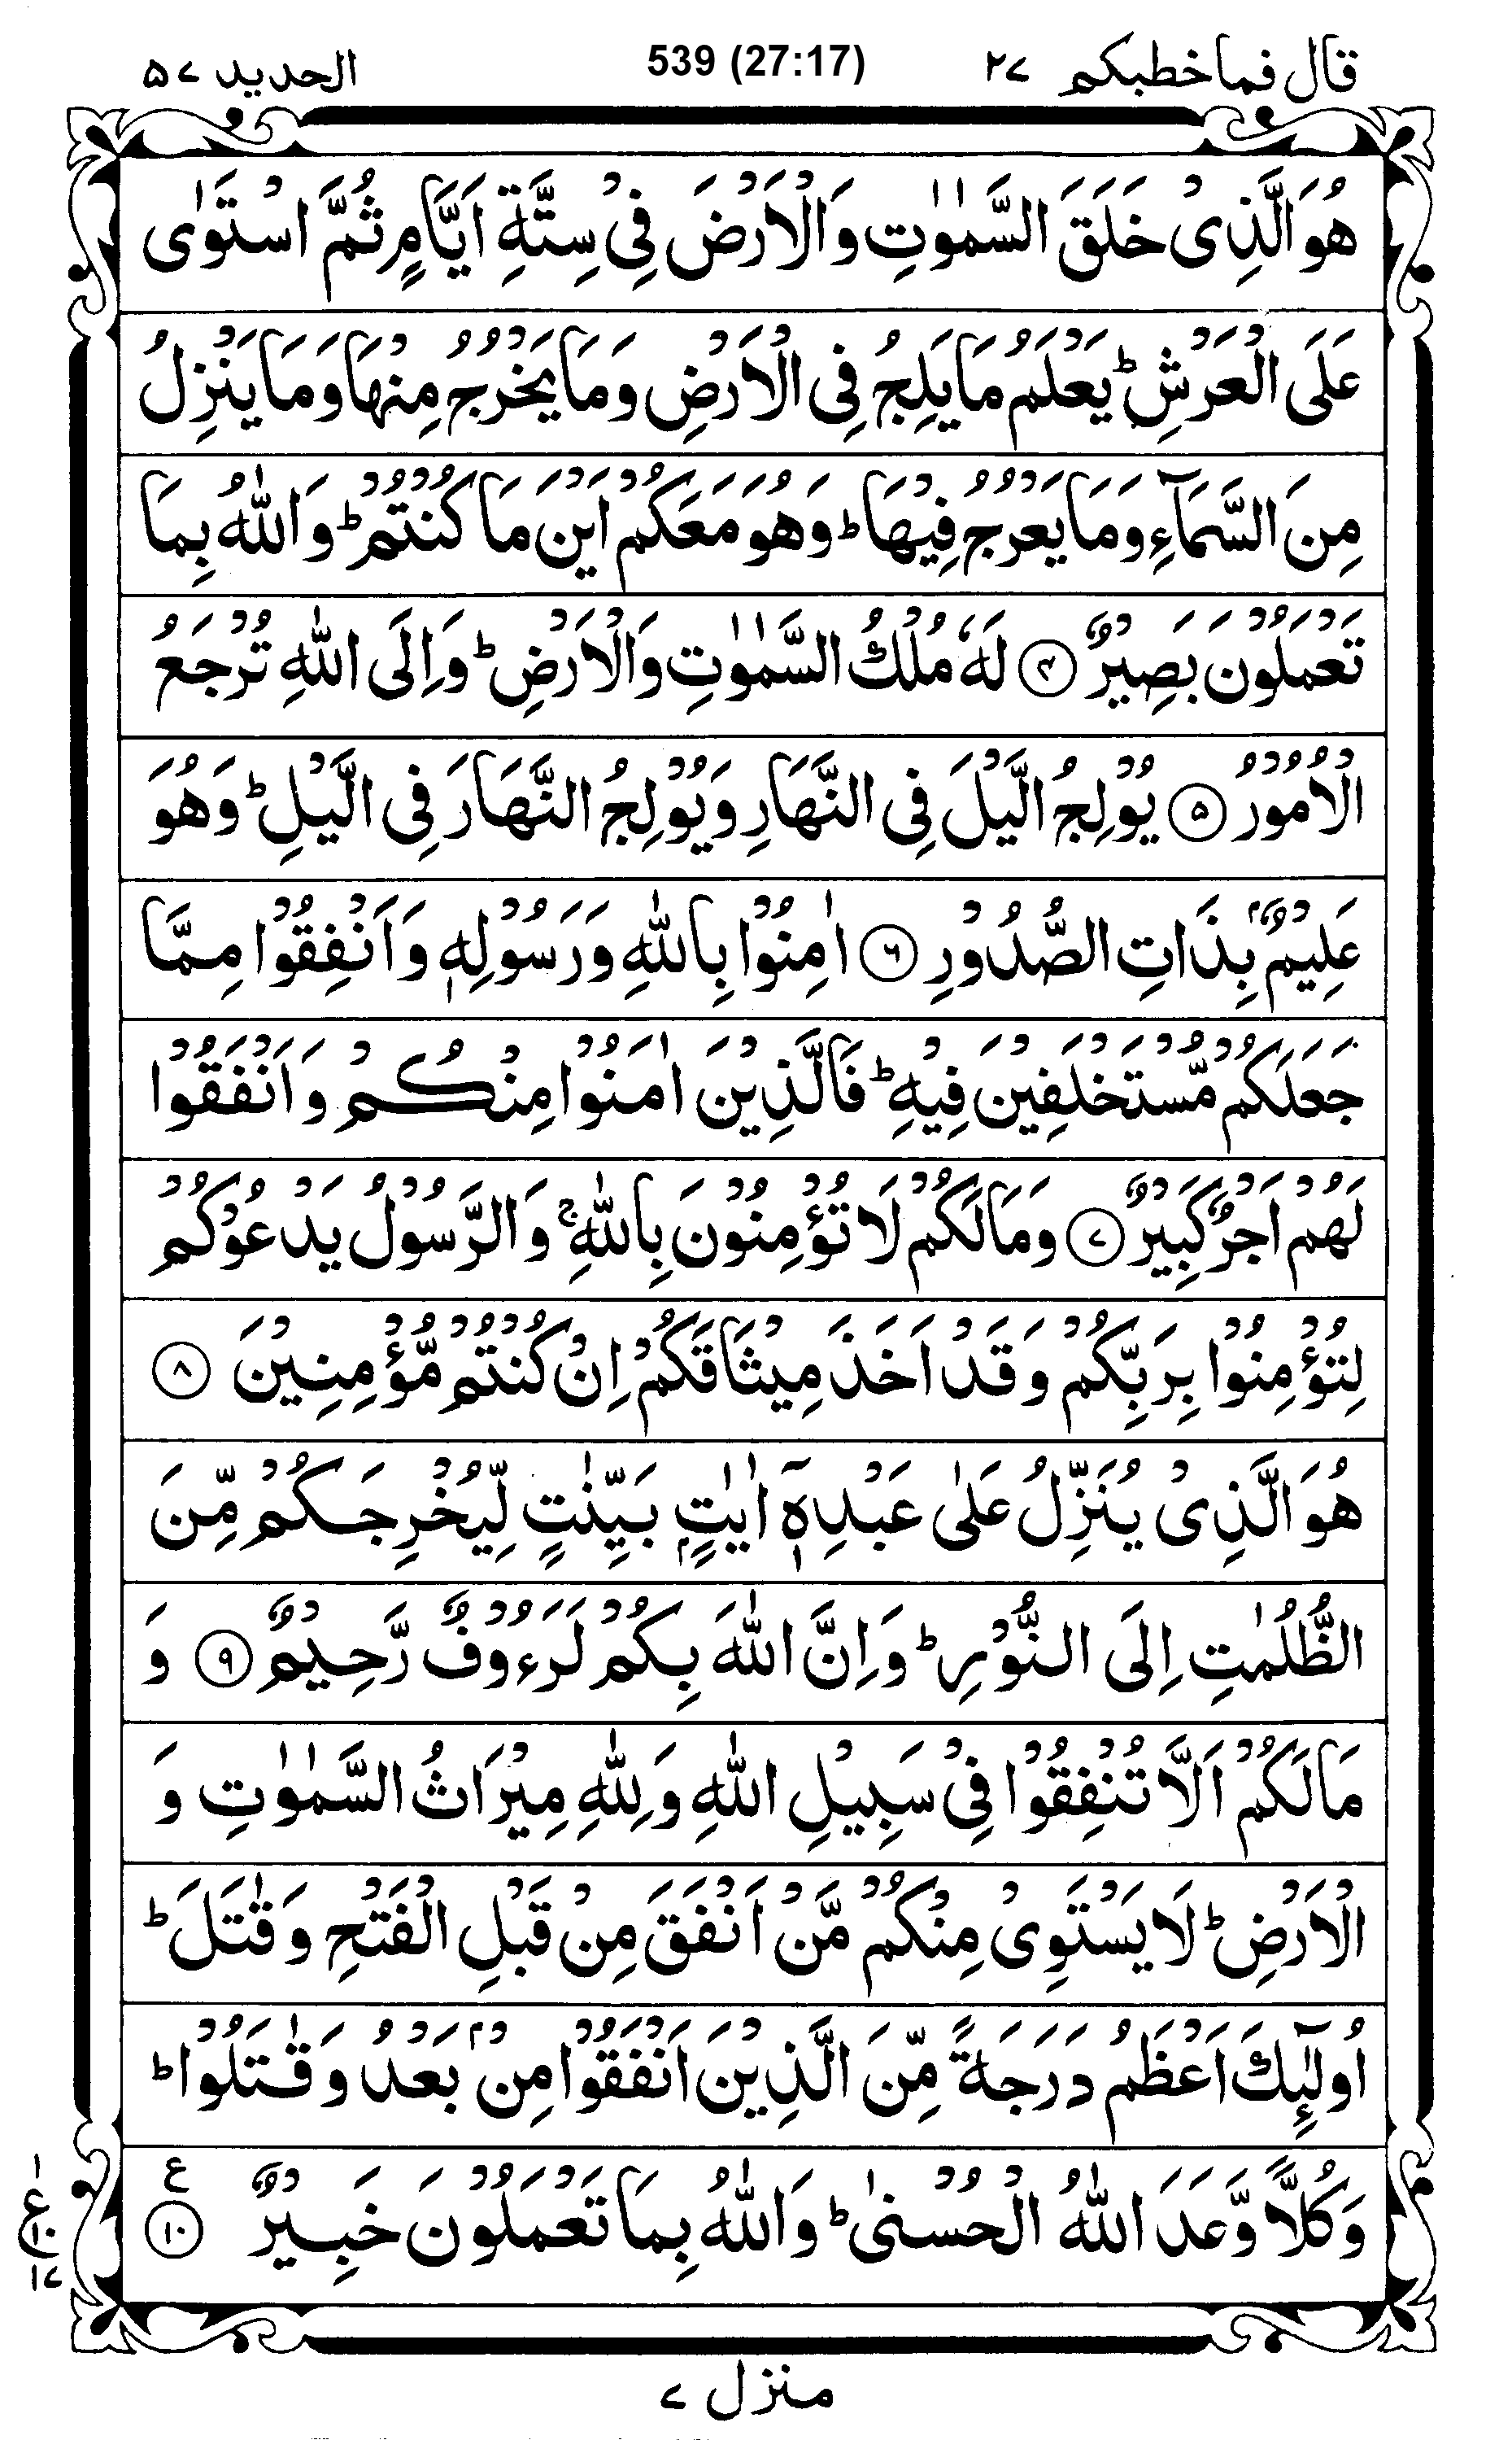 قال فما خطبكم ٢٧ 539 (27:17) الحديد ٥٧
هُوَ الَّذِىْ خَلَقَ السَّمٰوٰتِ وَالْاَرْضَ فِىْ سِتَّةِ اَيَّامٍ ثُمَّ اسْتَوٰى
عَلَى الْعَرْشِ ؕ يَعْلَمُ مَا يَلِجُ فِى الْاَرْضِ وَمَا يَخْرُجُ مِنْهَا وَمَا يَنْزِلُ
مِنَ السَّمَآءِ وَمَا يَعْرُجُ فِيْهَا ؕ وَهُوَ مَعَكُمْ اَيْنَ مَا كُنْتُمْ ؕ وَاللّٰهُ بِمَا
تَعْمَلُوْنَ بَصِيْرٌ ۝۴ لَهٗ مُلْكُ السَّمٰوٰتِ وَالْاَرْضِ ؕ وَاِلَى اللّٰهِ تُرْجَعُ
الْاُمُوْرُ ۝۵ يُوْلِجُ الَّيْلَ فِى النَّهَارِ وَيُوْلِجُ النَّهَارَ فِى الَّيْلِ ؕ وَهُوَ
عَلِيْمٌۢ بِذَاتِ الصُّدُوْرِ ۝۶ اٰمِنُوْا بِاللّٰهِ وَرَسُوْلِهٖ وَاَنْفِقُوْا مِمَّا
جَعَلَكُمْ مُّسْتَخْلَفِيْنَ فِيْهِ ؕ فَالَّذِيْنَ اٰمَنُوْا مِنْكُمْ وَاَنْفَقُوْا
لَهُمْ اَجْرٌ كَبِيْرٌ ۝۷ وَمَا لَكُمْ لَا تُؤْمِنُوْنَ بِاللّٰهِ ۚ وَالرَّسُوْلُ يَدْعُوْكُمْ
لِتُؤْمِنُوْا بِرَبِّكُمْ وَقَدْ اَخَذَ مِيْثَاقَكُمْ اِنْ كُنْتُمْ مُّؤْمِنِيْنَ ۝۸
هُوَ الَّذِىْ يُنَزِّلُ عَلٰى عَبْدِهٖۤ اٰيٰتٍۭ بَيِّنٰتٍ لِّيُخْرِجَكُمْ مِّنَ
الظُّلُمٰتِ اِلَى النُّوْرِ ؕ وَاِنَّ اللّٰهَ بِكُمْ لَرَءُوْفٌ رَّحِيْمٌ ۝۹ وَ
مَا لَكُمْ اَلَّا تُنْفِقُوْا فِىْ سَبِيْلِ اللّٰهِ وَلِلّٰهِ مِيْرَاثُ السَّمٰوٰتِ وَ
الْاَرْضِ ؕ لَا يَسْتَوِىْ مِنْكُمْ مَّنْ اَنْفَقَ مِنْ قَبْلِ الْفَتْحِ وَقٰتَلَ ؕ
اُولٰٓئِكَ اَعْظَمُ دَرَجَةً مِّنَ الَّذِيْنَ اَنْفَقُوْا مِنْۢ بَعْدُ وَقٰتَلُوْا ؕ
وَكُلًّا وَّعَدَ اللّٰهُ الْحُسْنٰى ؕ وَاللّٰهُ بِمَا تَعْمَلُوْنَ خَبِيْرٌ ۝۱۰ ع
١
ع
١٠
١٧
منزل ٧